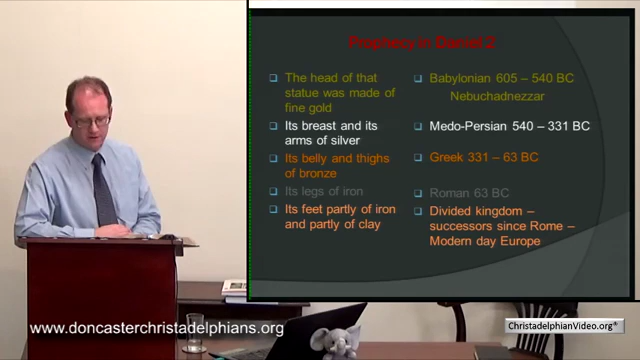 Prophecy in Daniel 2
The head of that
statue was made of
fine gold
Its breast and its
arms of silver
Its belly and thighs
of bronze
Its legs of iron
Its feet partly of iron
and partly of clay
Babylonian 605 – 540 BC
Nebuchadnezzar
Medo-Persian 540 – 331 BC
Greek 331 – 63 BC
Roman 63 BC
Divided kingdom –
successors since Rome –
Modern day Europe
www.doncasterchristadelphians.org
ChristadelphianVideo.org*